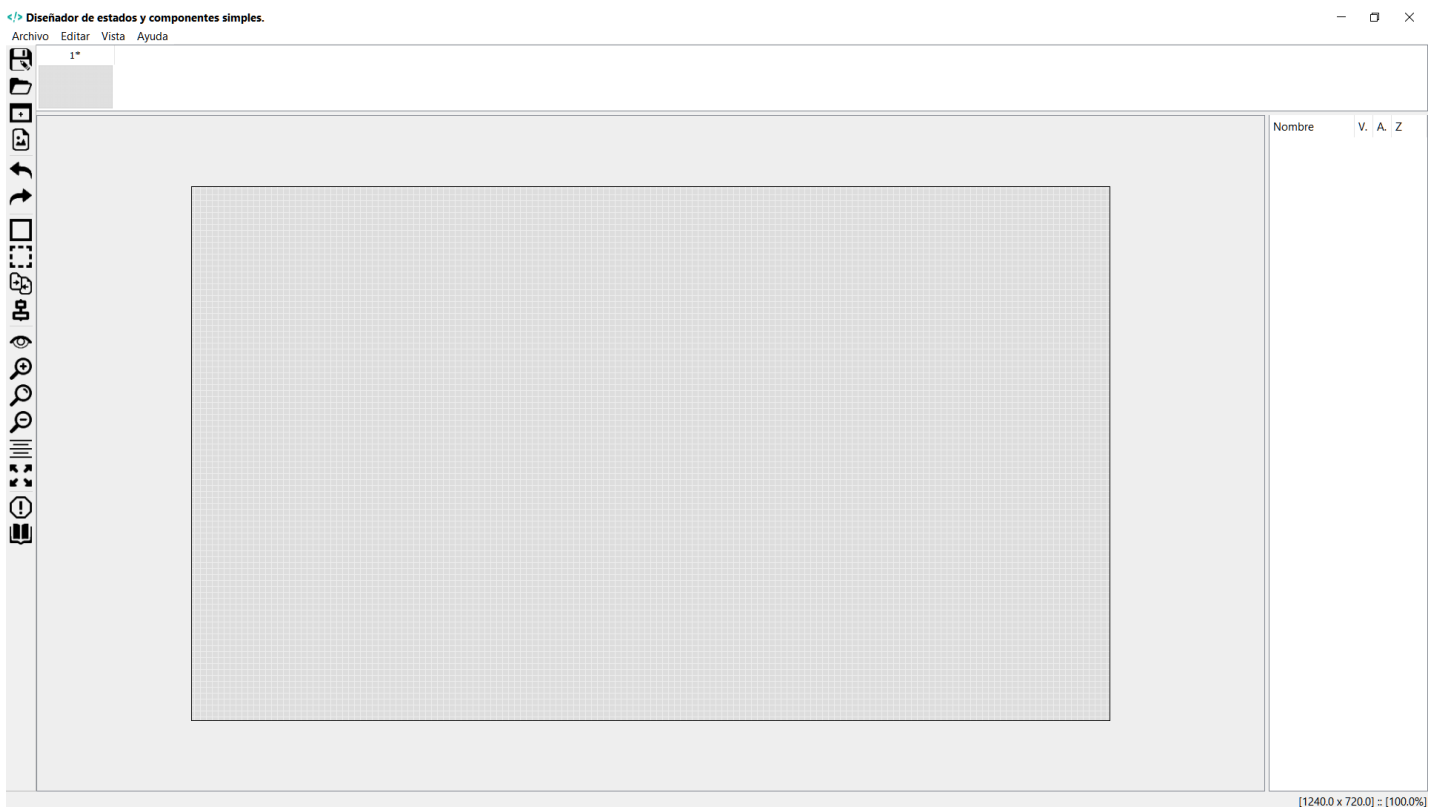 </> Diseñador de estados y componentes simples.
Archivo Editar Vista Ayuda
1*
Nombre V. A. Z
[1240.0 x 720.0] :: [100.0%]